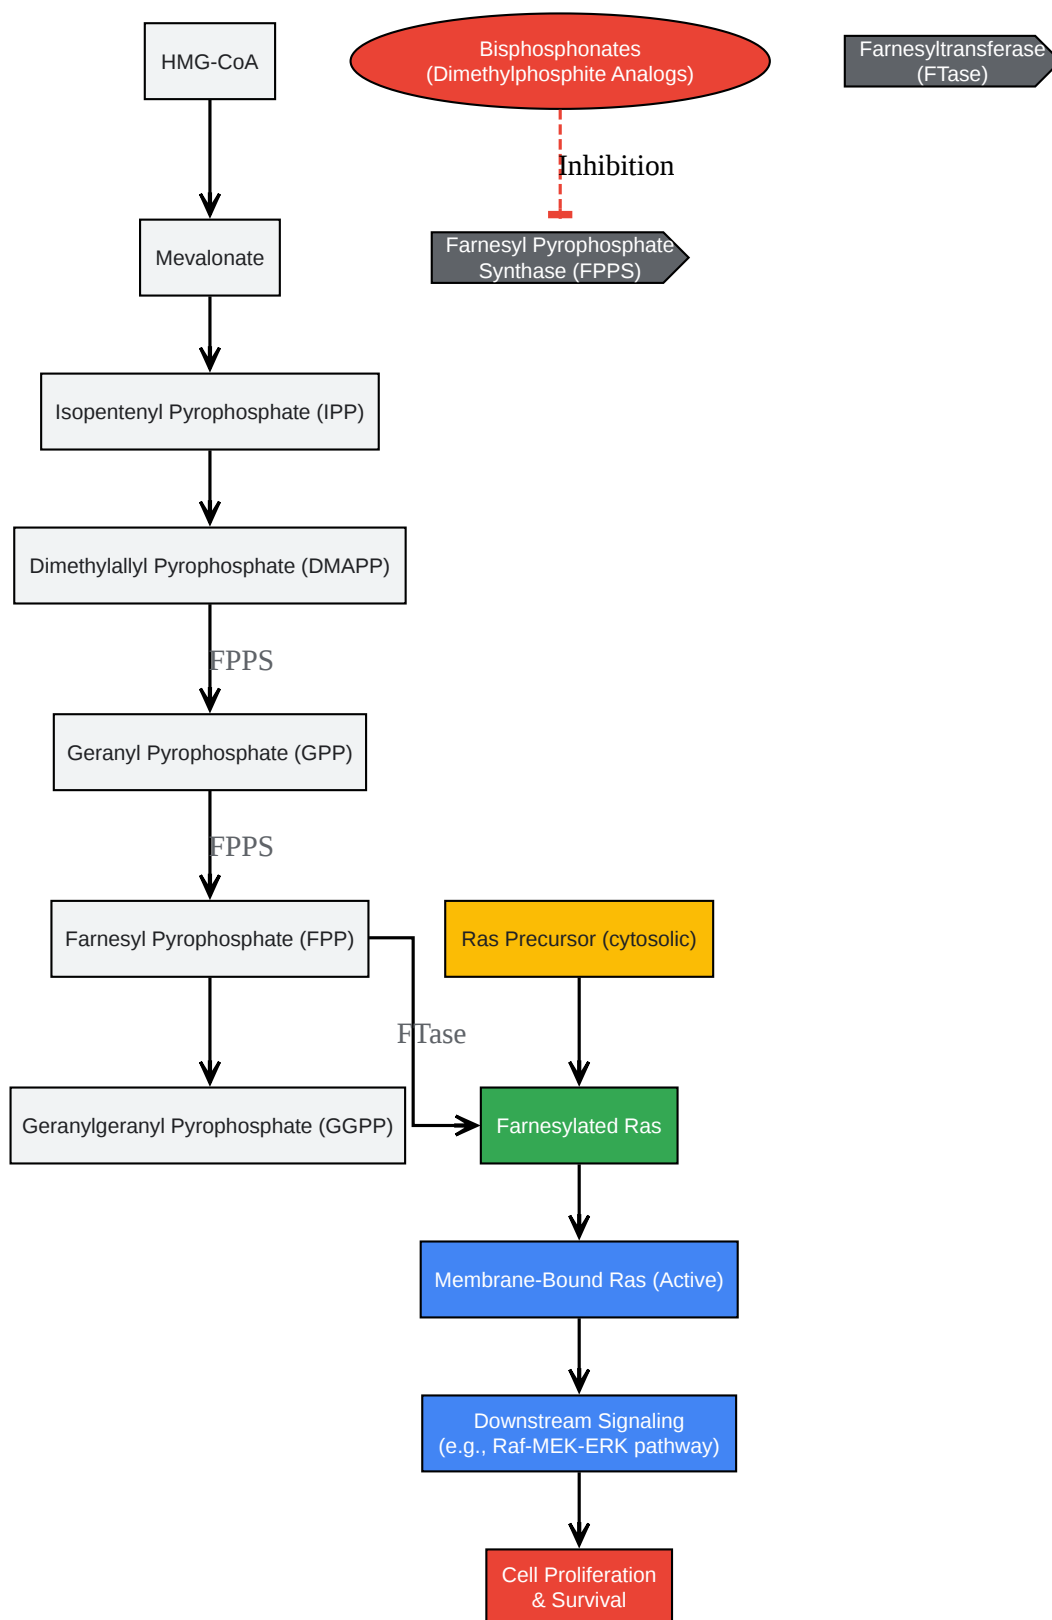 HMG-CoA
Bisphosphonates
(Dimethylphosphite Analogs)
Farnesyltransferase
(FTase)
Inhibition
Mevalonate
Farnesyl Pyrophosphate
Synthase (FPPS)
Isopentenyl Pyrophosphate (IPP)
Dimethylallyl Pyrophosphate (DMAPP)
FPPS
Geranyl Pyrophosphate (GPP)
FPPS
Farnesyl Pyrophosphate (FPP)
Ras Precursor (cytosolic)
FTase
Geranylgeranyl Pyrophosphate (GGPP)
Farnesylated Ras
Membrane-Bound Ras (Active)
Downstream Signaling
(e.g., Raf-MEK-ERK pathway)
Cell Proliferation
& Survival